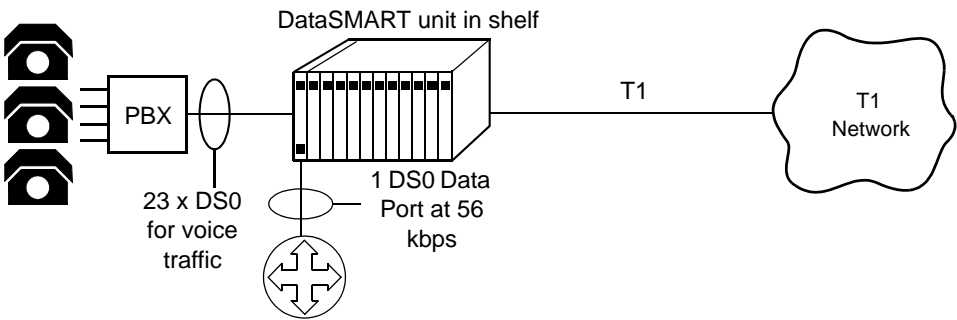 DataSMART unit in shelf
PBX
T1
T1
Network
23 x DS0
for voice
traffic
1 DS0 Data
Port at 56
kbps